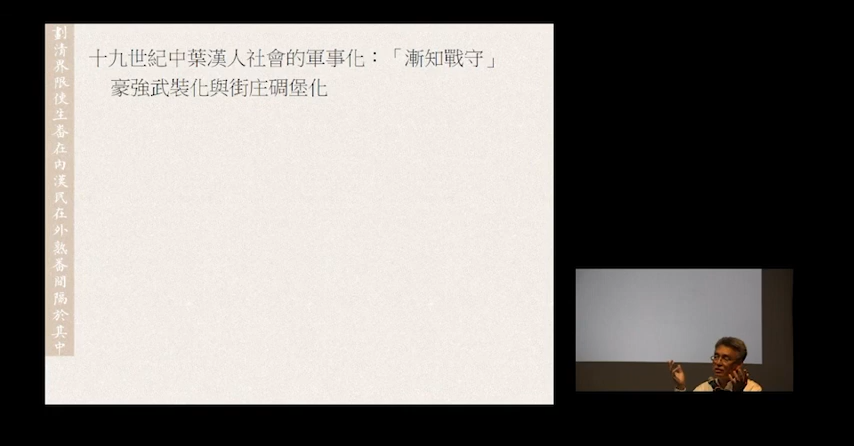 十九世紀中葉漢人社會的軍事化：「漸知戰守」
豪強武裝化與街庄碉堡化
劃清界限使生番在內漢民在外熟番間隔於其中